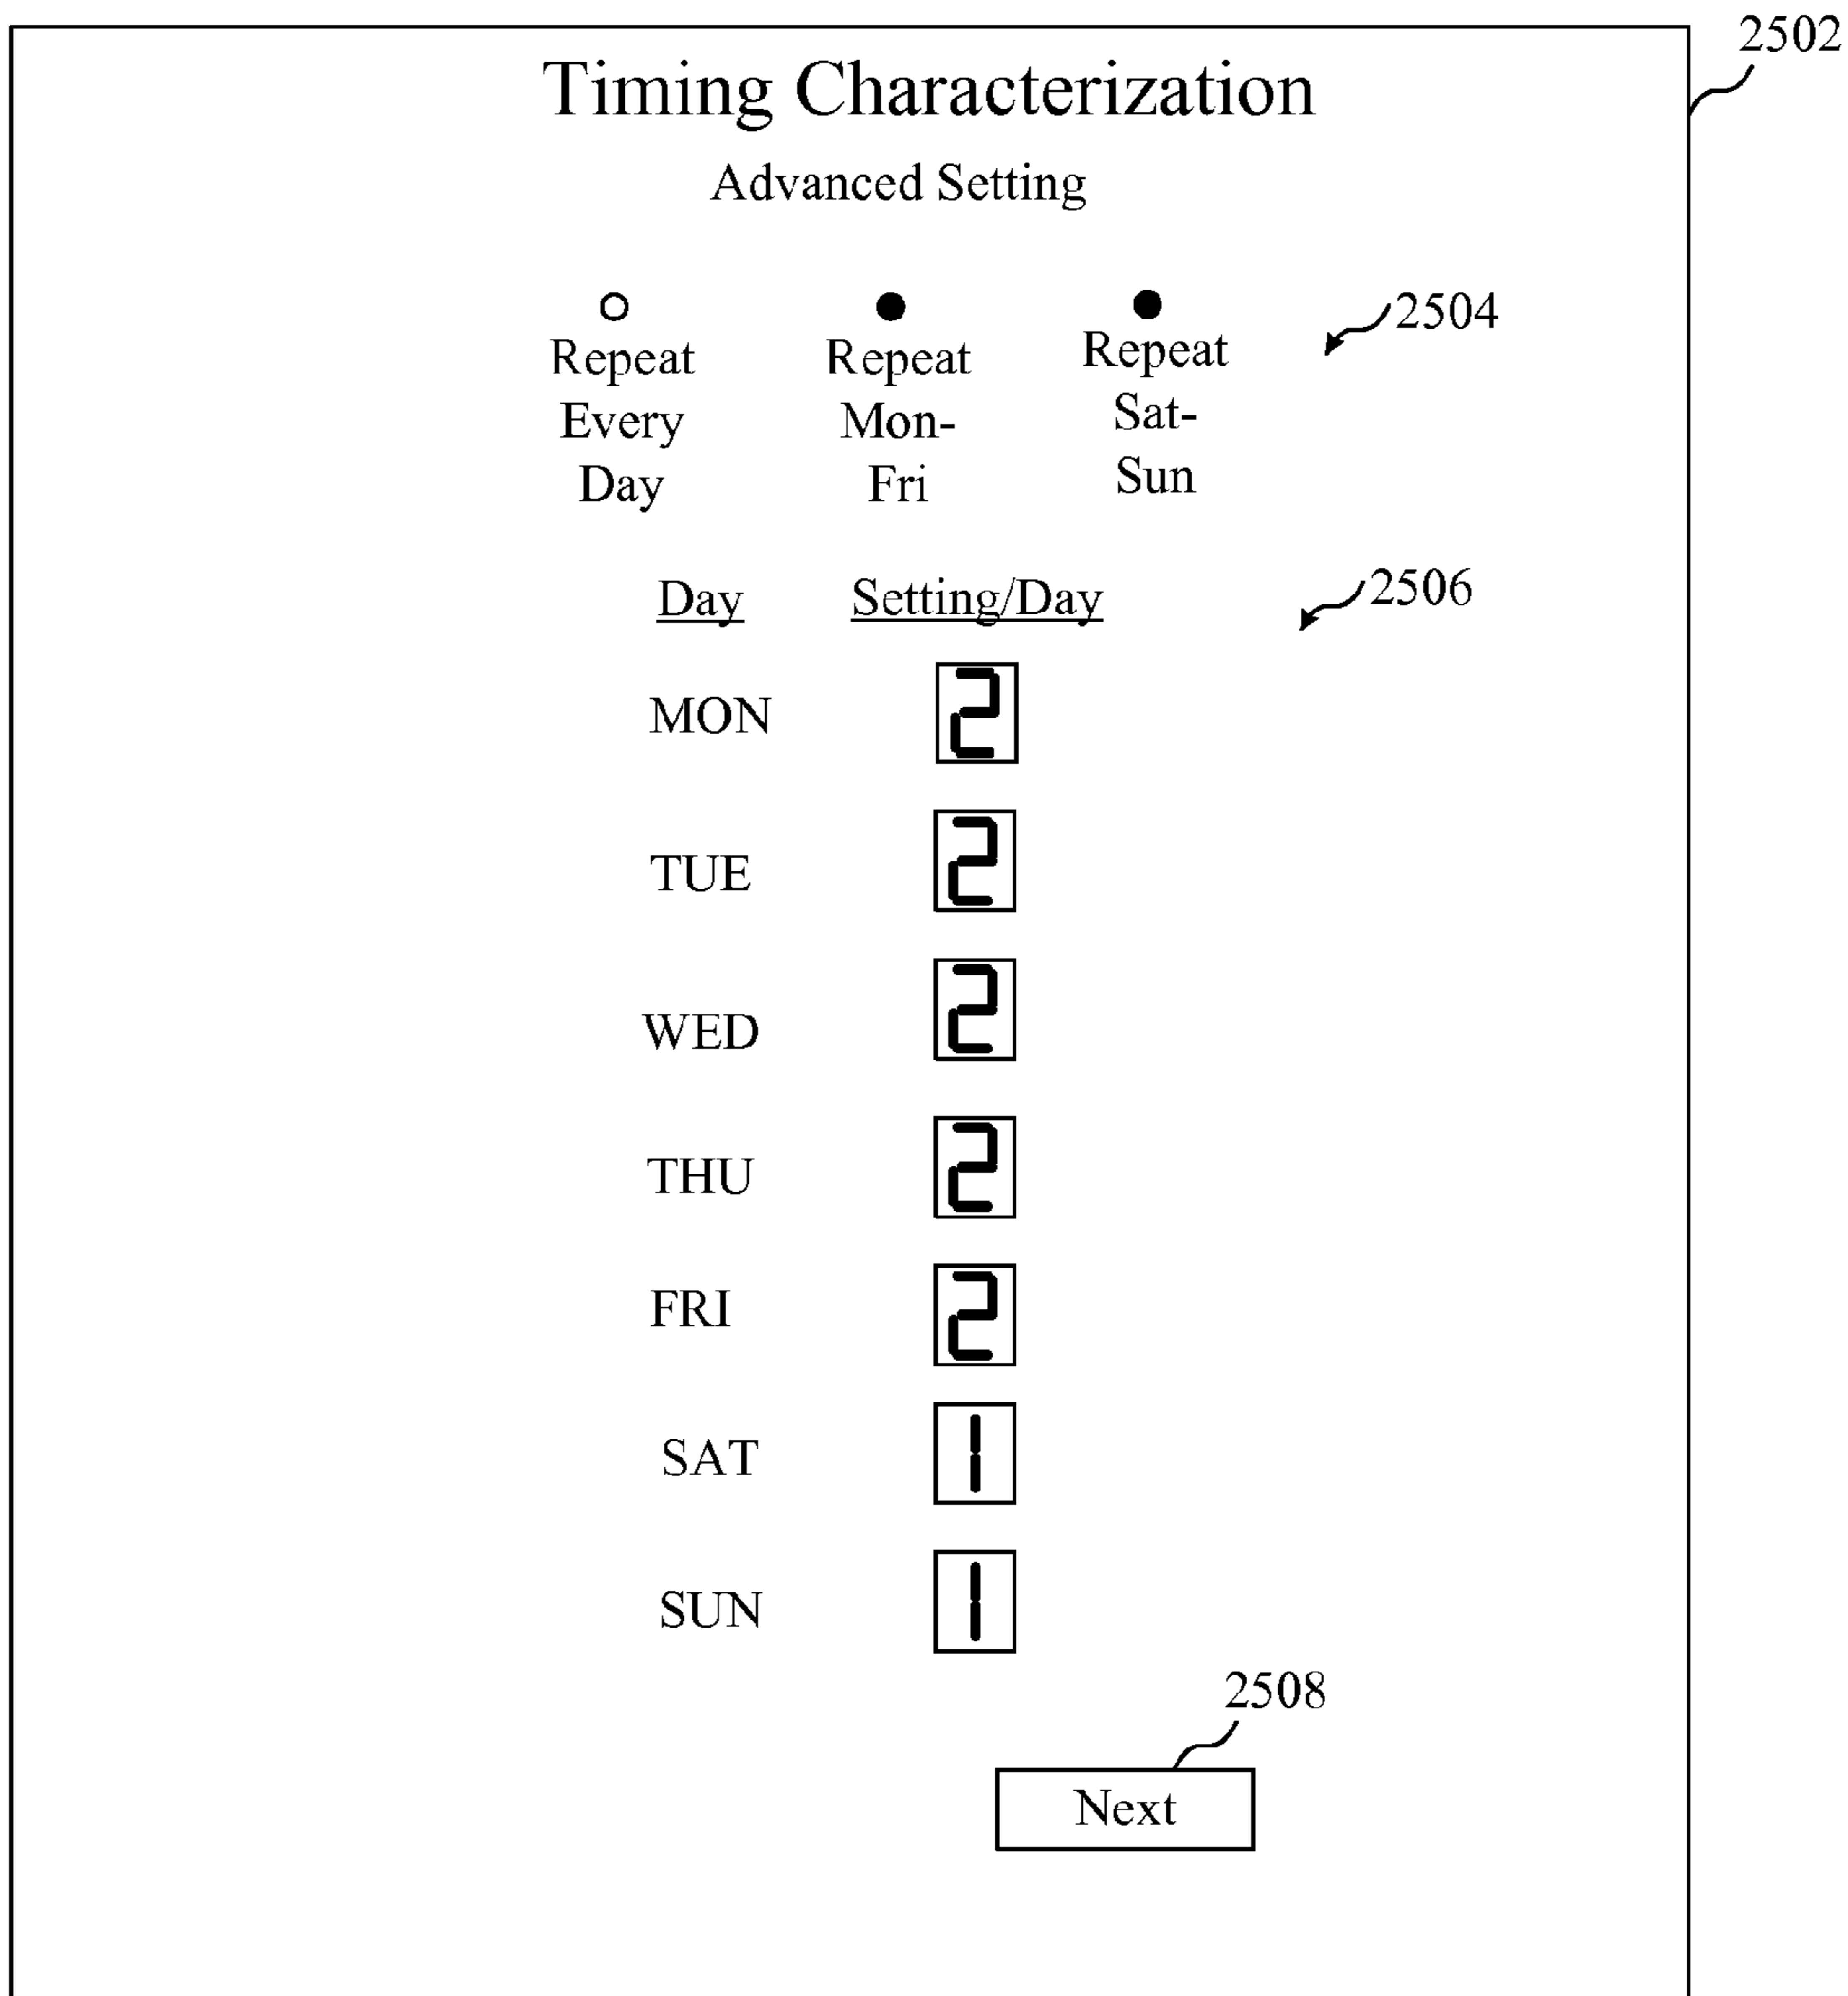 2502
Timing Characterization
Advanced Setting
2504
Repeat Every Day
Repeat Mon-Fri
Repeat Sat-Sun
Day Setting/Day
2506
MON 2
TUE 2
WED 2
THU 2
FRI 2
SAT 1
SUN 1
2508
Next